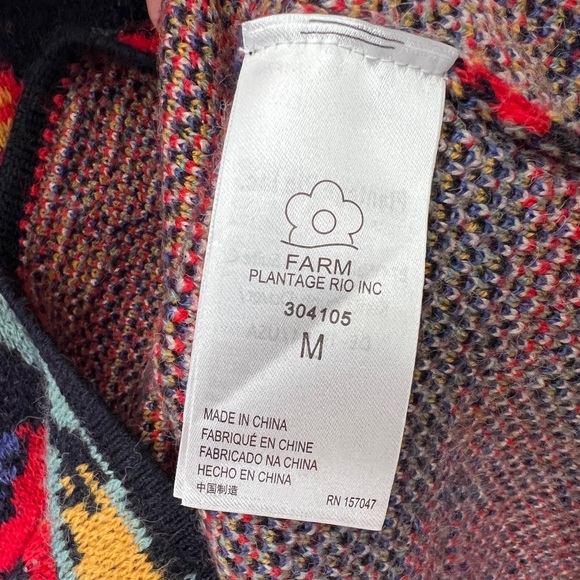 FARM
PLANTAGE RIO INC
304105
M
MADE IN CHINA
FABRIQUÉ EN CHINE
FABRICADO NA CHINA
HECHO EN CHINA
中国制造
RN 157047